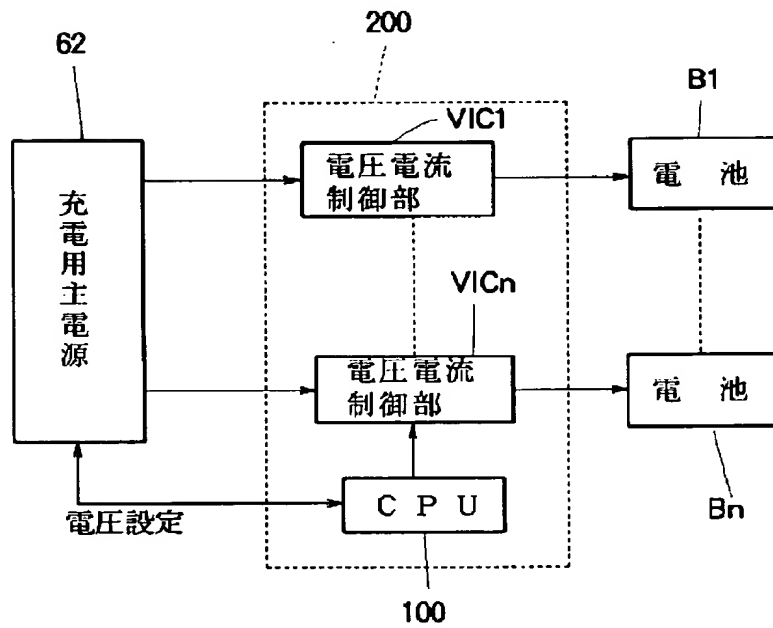 200
62
VIC1
B1
電圧電流
制御部
電 池
充電用主電源
VICn
電圧電流
制御部
電 池
CPU
電圧設定
Bn
100